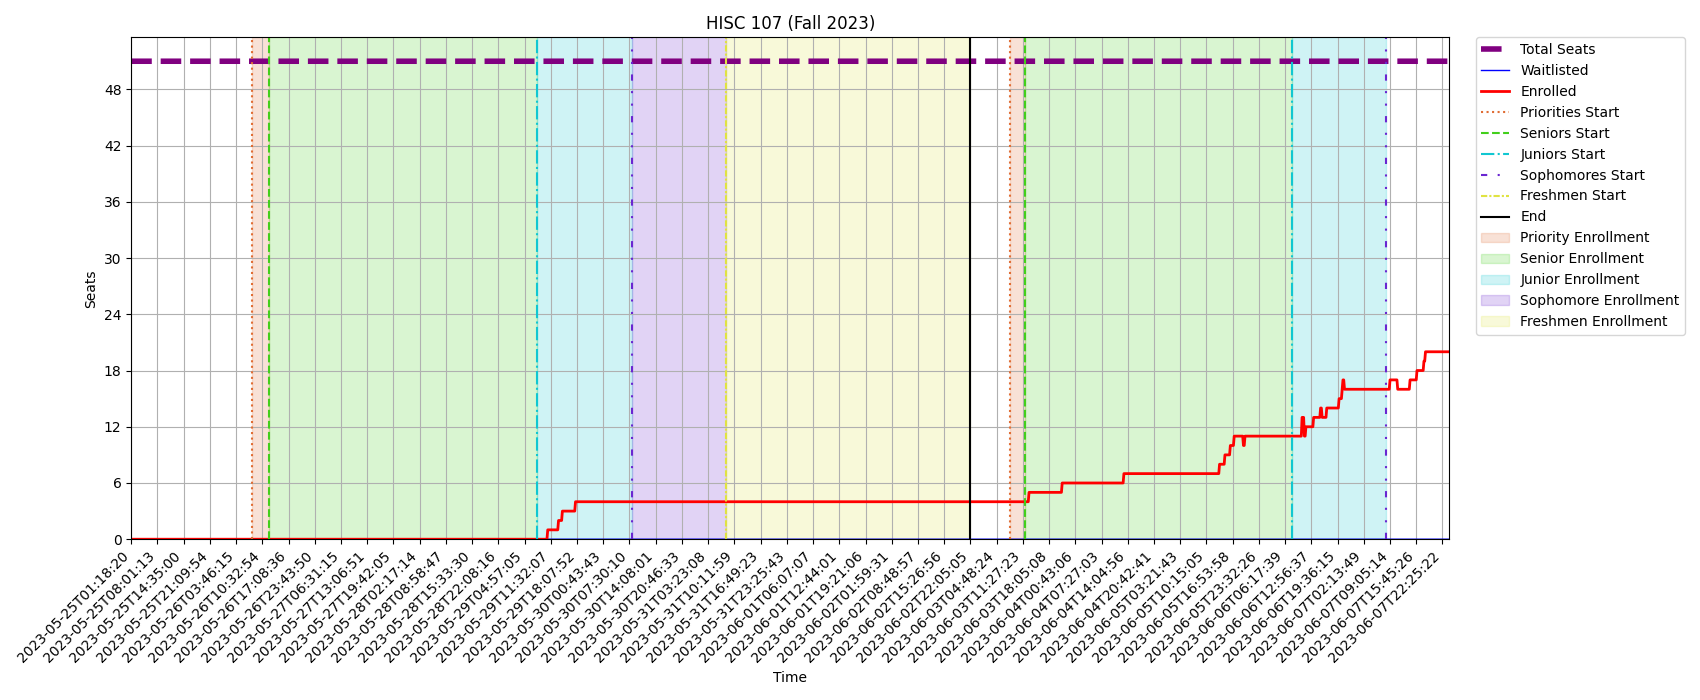 HISC 107 (Fall 2023)
Total Seats
Waitlisted
Enrolled
Priorities Start
Seniors Start
Juniors Start
Sophomores Start
Freshmen Start
End
Priority Enrollment
Senior Enrollment
Junior Enrollment
Sophomore Enrollment
Freshmen Enrollment
Seats
48
42
36
30
24
18
12
6
0
2023-05-25T01:18:20
2023-05-25T08:01:13
2023-05-25T14:35:00
2023-05-25T21:09:54
2023-05-26T03:46:15
2023-05-26T10:32:54
2023-05-26T17:08:36
2023-05-26T23:43:50
2023-05-27T06:31:15
2023-05-27T13:06:51
2023-05-27T19:42:05
2023-05-28T02:17:14
2023-05-28T08:58:47
2023-05-28T15:33:30
2023-05-28T22:08:16
2023-05-29T04:57:05
2023-05-29T11:32:07
2023-05-29T18:07:52
2023-05-30T00:43:43
2023-05-30T07:30:10
2023-05-30T14:08:01
2023-05-30T20:46:33
2023-05-31T03:23:08
2023-05-31T10:11:59
2023-05-31T16:49:23
2023-05-31T23:25:43
2023-06-01T06:07:07
2023-06-01T12:44:01
2023-06-01T19:21:06
2023-06-02T01:59:31
2023-06-02T08:48:57
2023-06-02T15:26:56
2023-06-02T22:05:05
2023-06-03T04:48:24
2023-06-03T11:27:23
2023-06-03T18:05:08
2023-06-04T00:43:06
2023-06-04T07:27:03
2023-06-04T14:04:56
2023-06-04T20:42:41
2023-06-05T03:21:43
2023-06-05T10:15:05
2023-06-05T16:53:58
2023-06-05T23:32:26
2023-06-06T06:17:39
2023-06-06T12:56:37
2023-06-06T19:36:15
2023-06-07T02:13:49
2023-06-07T09:05:14
2023-06-07T15:45:26
2023-06-07T22:25:22
Time